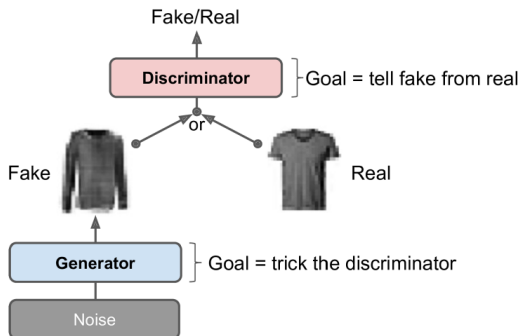 Fake/Real
Discriminator
Goal = tell fake from real
or
Fake
Real
Generator
Goal = trick the discriminator
Noise